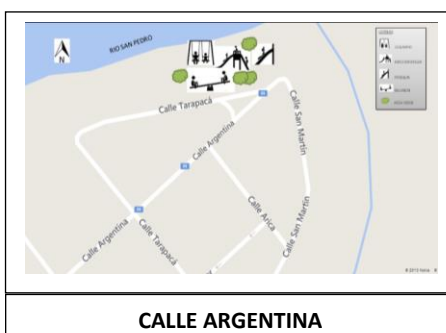 RIO SAN PEDRO
N
Calle Tarapacá
Calle Argentina
Calle San Martín
Calle Arica
Calle San Martín
Calle Argentina
Calle Tarapacá
CALLE ARGENTINA